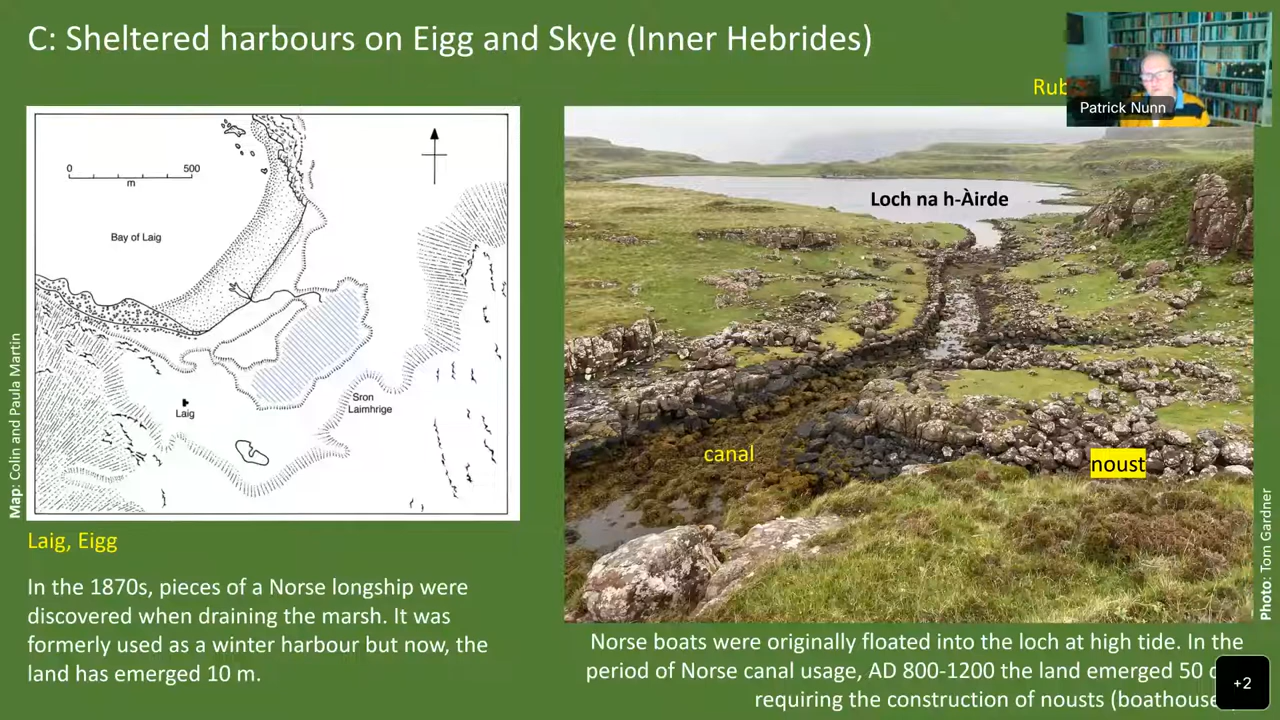 C: Sheltered harbours on Eigg and Skye (Inner Hebrides)
Patrick Nunn
0 500
m
Bay of Laig
Laig
Sron
Laimhrige
Map: Colin and Paula Martin
Laig, Eigg
In the 1870s, pieces of a Norse longship were
discovered when draining the marsh. It was
formerly used as a winter harbour but now, the
land has emerged 10 m.
Loch na h-Àirde
canal
noust
Photo: Tom Gardner
Norse boats were originally floated into the loch at high tide. In the
period of Norse canal usage, AD 800-1200 the land emerged 50
requiring the construction of nousts
+2